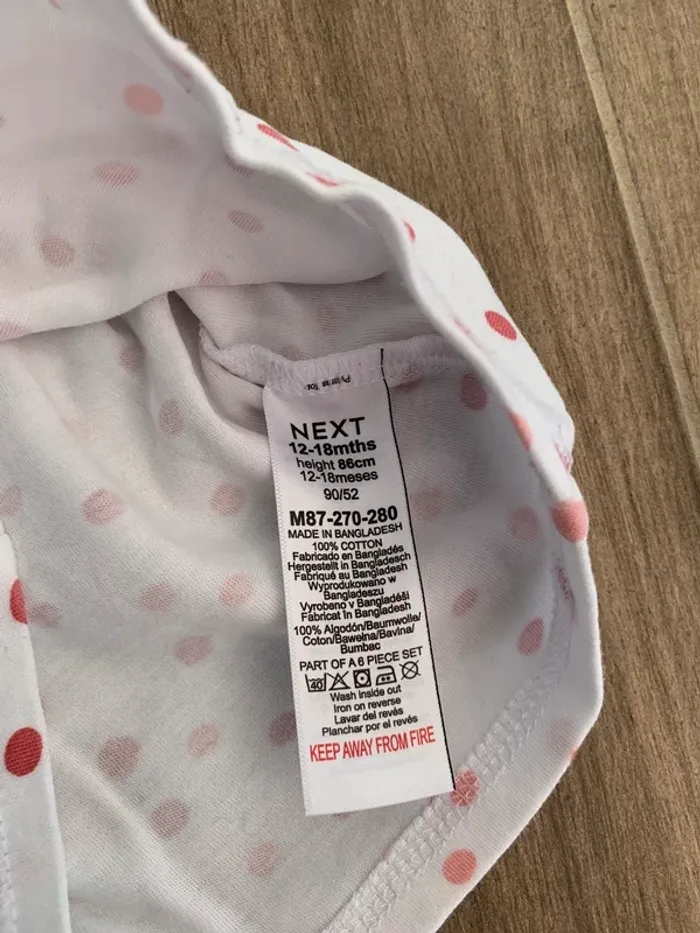 NEXT
12-18mths
height 86cm
12-18meses
90/52
M87-270-280
MADE IN BANGLADESH
100% COTTON
Fabricado en Bangladés
Hergestellt in Bangladesch
Fabriqué au Bangladesh
Wyprodukowano w
Bangladeszu
Vyrobeno v Bangladéši
Fabricat în Bangladesh
100% Algodón/Baumwolle/
Coton/Bawełna/Bavlna/
Bumbac
PART OF A 6 PIECE SET
40
Wash inside out
Iron on reverse
Lavar del revés
Planchar por el revés
KEEP AWAY FROM FIRE